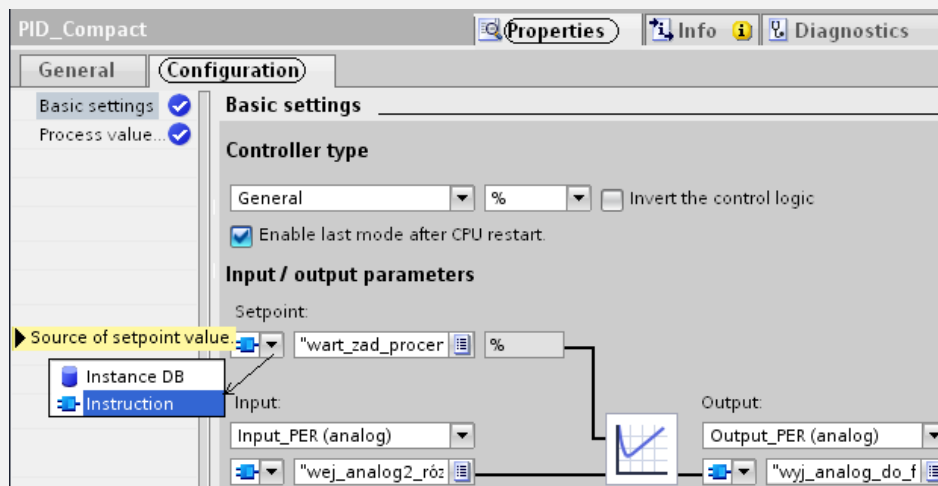 PID_Compact
Properties
Info
Diagnostics
General
Configuration
Basic settings
Process value...
Basic settings
Controller type
General
%
Invert the control logic
Enable last mode after CPU restart.
Input / output parameters
Setpoint:
Source of setpoint value.
"wart_zad_procer
%
Instance DB
Instruction
Input:
Output:
Input_PER (analog)
Output_PER (analog)
"wej_analog2_róz
"wyj_analog_do_f